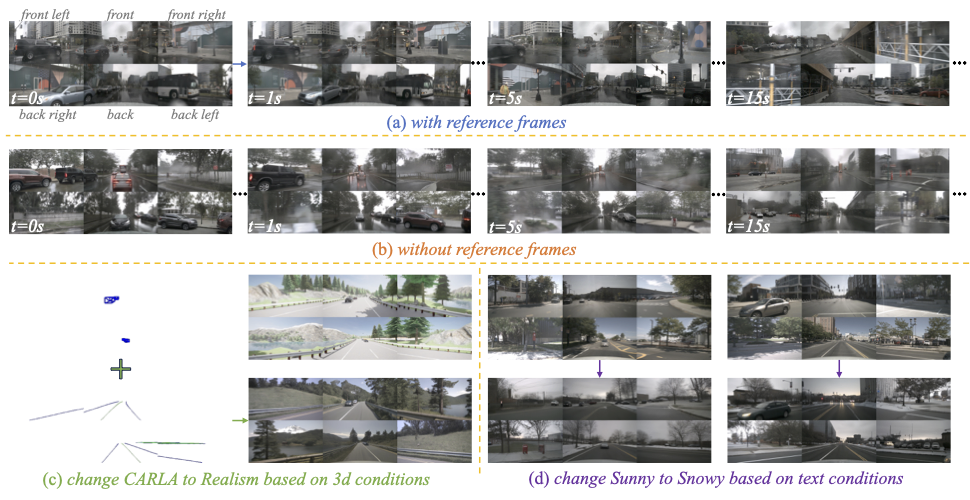 front left front front right
t=0s t=1s t=5s t=15s
back right back back left
(a) with reference frames
t=0s t=1s t=5s t=15s
(b) without reference frames
(c) change CARLA to Realism based on 3d conditions
(d) change Sunny to Snowy based on text conditions